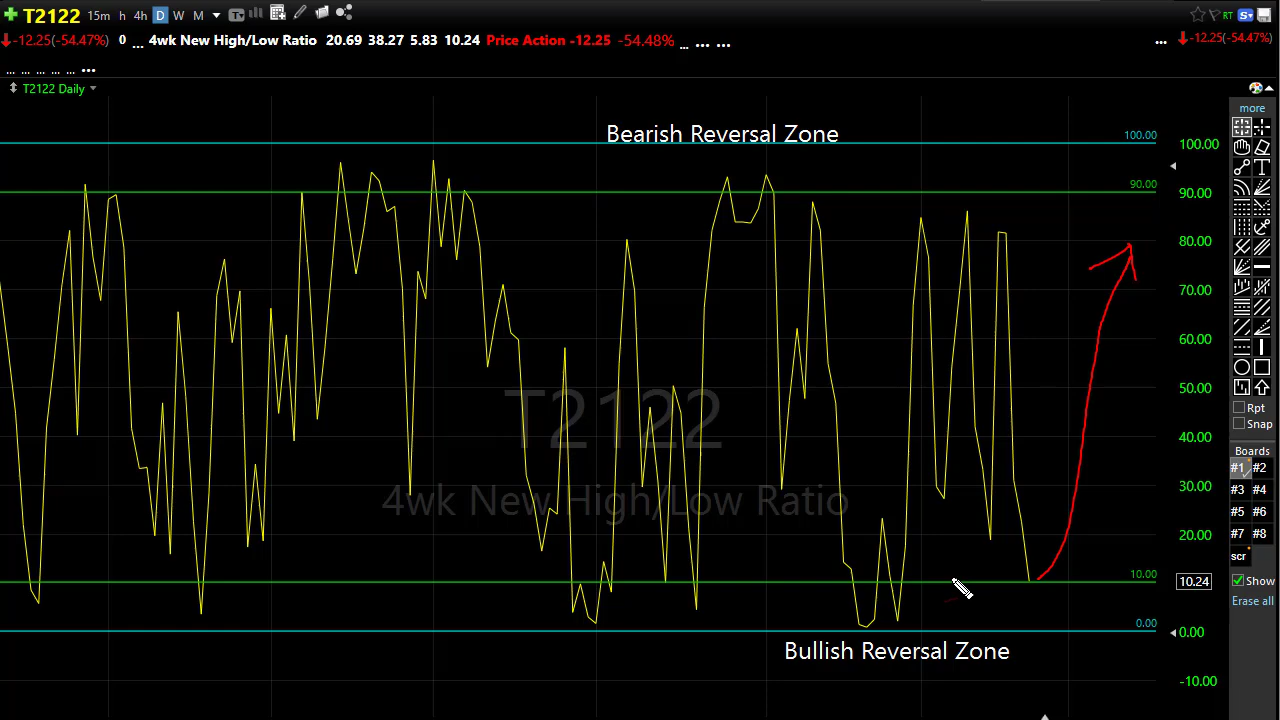 T2122 15m h 4h D W M T RT S
-12.25(-54.47%) 0 ... 4wk New High/Low Ratio 20.69 38.27 5.83 10.24 Price Action -12.25 -54.48% ... ... ... ... -12.25(-54.47%)
... ... ... ... ... ...
T2122 Daily
more
Bearish Reversal Zone
100.00 100.00
90.00 90.00
T
80.00
70.00
60.00
50.00
T2122
Rpt
Snap
40.00
Boards
#1 #2
30.00
4wk New High/Low Ratio
#3 #4
#5 #6
20.00
#7 #8
scr
10.00 10.24
Show
Erase all
0.00 0.00
Bullish Reversal Zone
-10.00